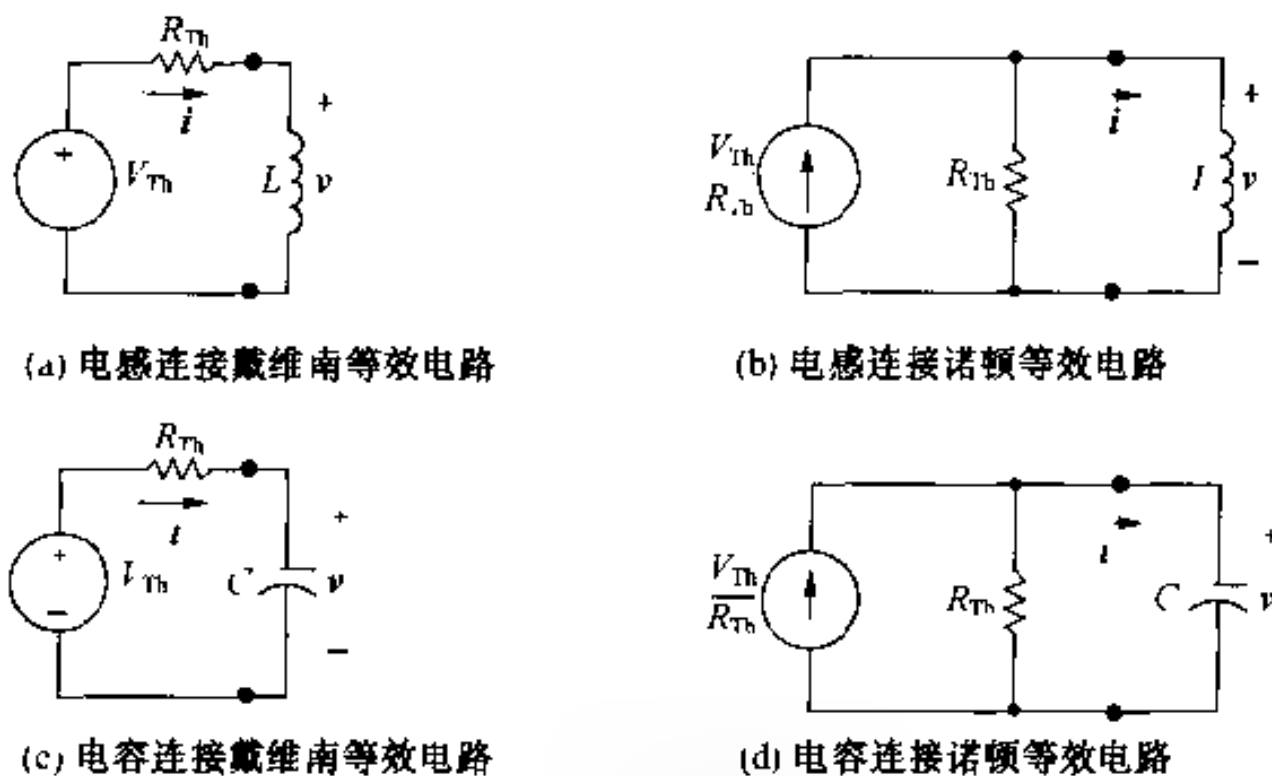 R_Th
i
+
V_Th
L
v
(a) 电感连接戴维南等效电路
V_Th
R_Th
R_Th
i
+
v
−
(b) 电感连接诺顿等效电路
R_Th
+
−
C
+
v
−
(c) 电容连接戴维南等效电路
V_Th
R_Th
R_Th
C
+
v
(d) 电容连接诺顿等效电路